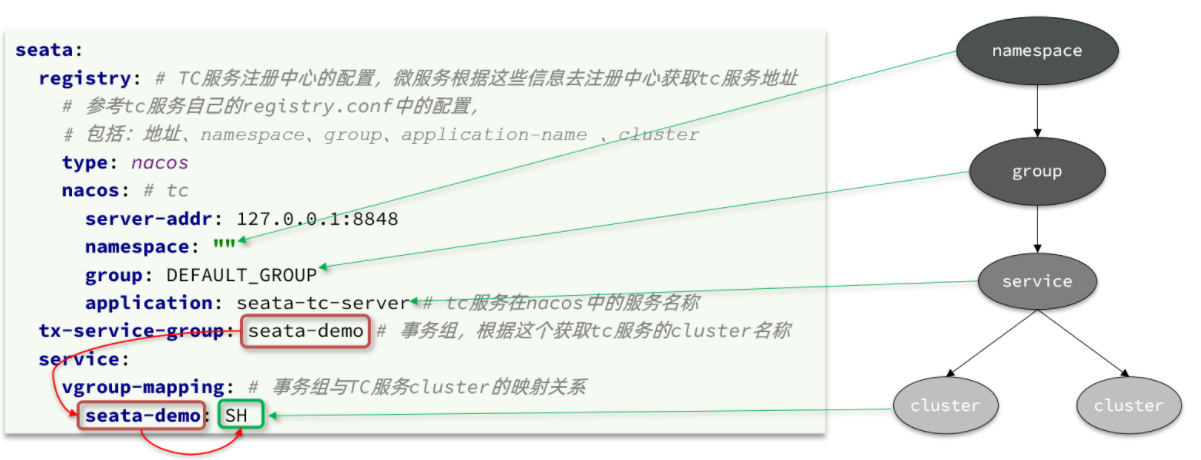 seata:
registry: # TC服务注册中心的配置，微服务根据这些信息去注册中心获取tc服务地址
# 参考tc服务自己的registry.conf中的配置，
# 包括：地址、namespace、group、application-name 、cluster
type: nacos
nacos: # tc
server-addr: 127.0.0.1:8848
namespace: ""
group: DEFAULT_GROUP
application: seata-tc-server # tc服务在nacos中的服务名称
tx-service-group: seata-demo # 事务组，根据这个获取tc服务的cluster名称
service:
vgroup-mapping: # 事务组与TC服务cluster的映射关系
seata-demo: SH
namespace
group
service
cluster
cluster